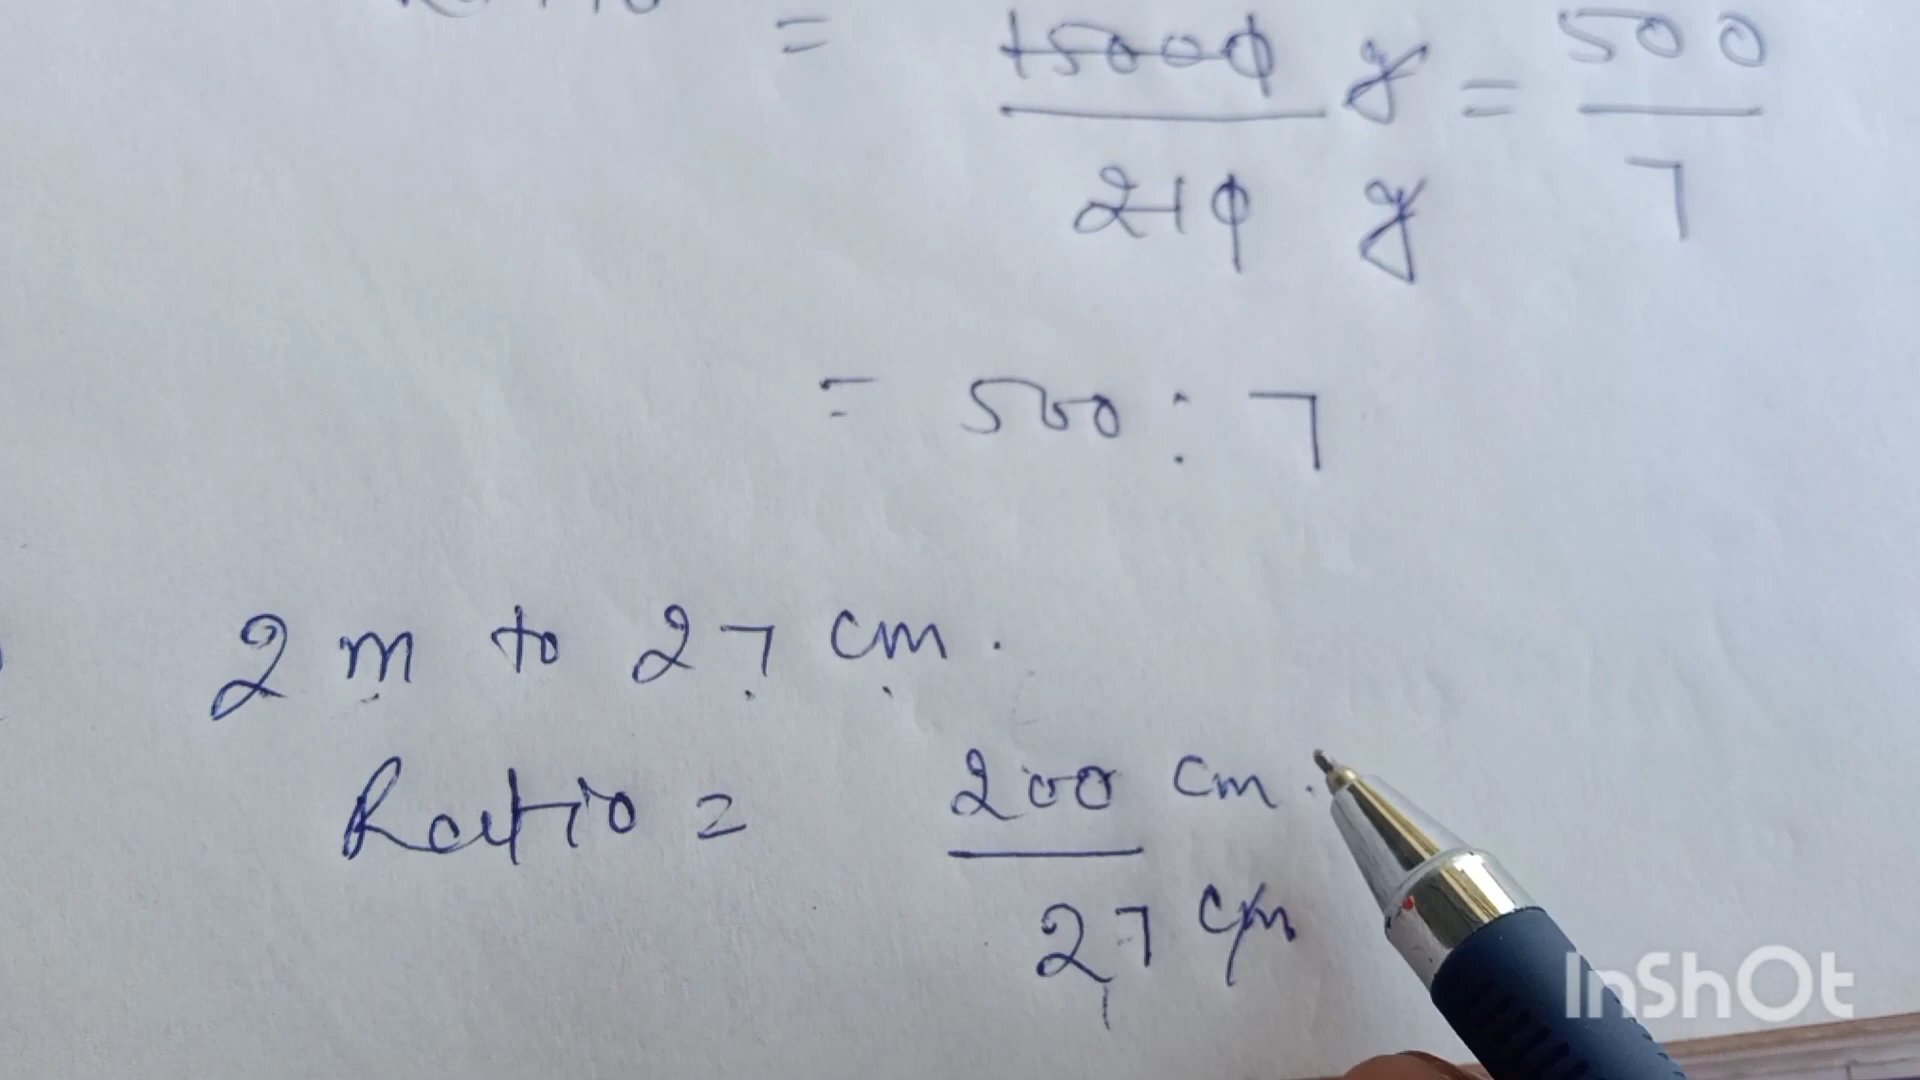 = 15000 g / 210 g = 500 / 7
= 500 : 7
2 m to 27 cm.
Ratio = 200 cm. / 27 cm
InShOt